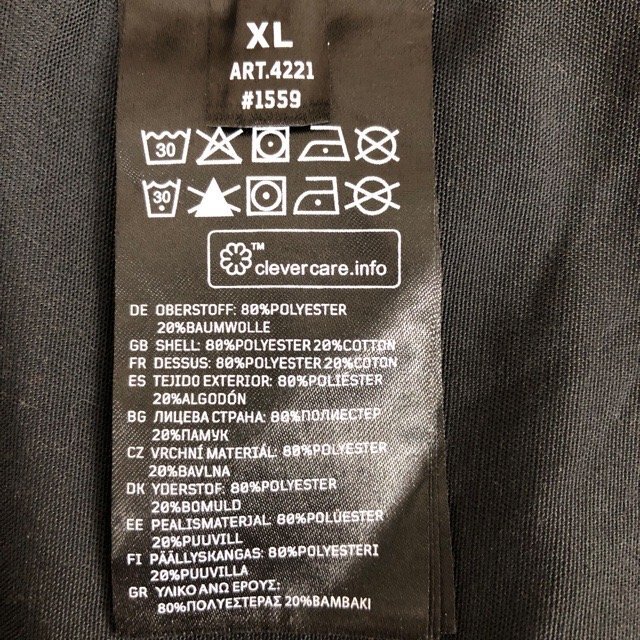 XL
ART.4221
#1559
30
30
™
clevercare.info
DE OBERSTOFF: 80%POLYESTER
20%BAUMWOLLE
GB SHELL: 80%POLYESTER 20%COTTON
FR DESSUS: 80%POLYESTER 20%COTON
ES TEJIDO EXTERIOR: 80%POLIÉSTER
20%ALGODÓN
BG ЛИЦЕВА СТРАНА: 80%ПОЛИЕСТЕР
20%ПАМУК
CZ VRCHNÍ MATERIÁL: 80%POLYESTER
20%BAVLNA
DK YDERSTOF: 80%POLYESTER
20%BOMULD
EE PEALISMATERJAL: 80%POLÜESTER
20%PUUVILL
FI PÄÄLLYSKANGAS: 80%POLYESTERI
20%PUUVILLA
GR ΥΛΙΚΟ ΑΝΩ ΕΡΟΥΣ:
80%ΠΟΛΥΕΣΤΕΡΑΣ 20%ΒΑΜΒΑΚΙ